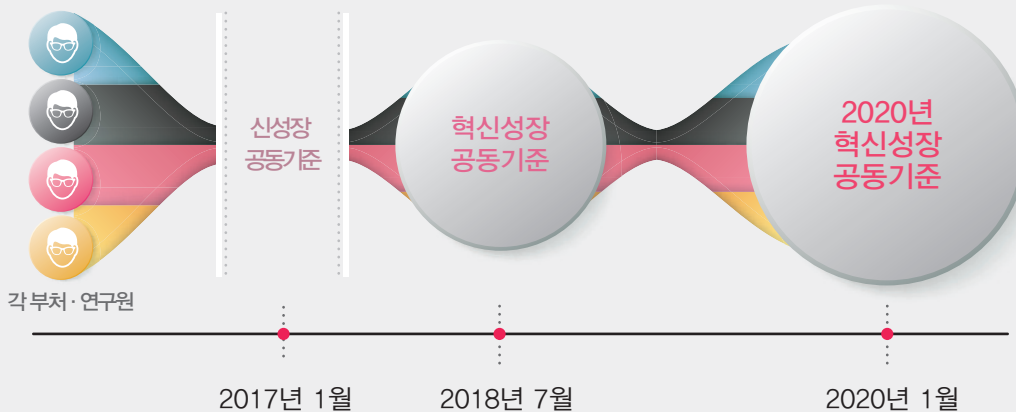 신성장
공동기준
혁신성장
공동기준
2020년
혁신성장
공동기준
각 부처 · 연구원
2017년 1월
2018년 7월
2020년 1월